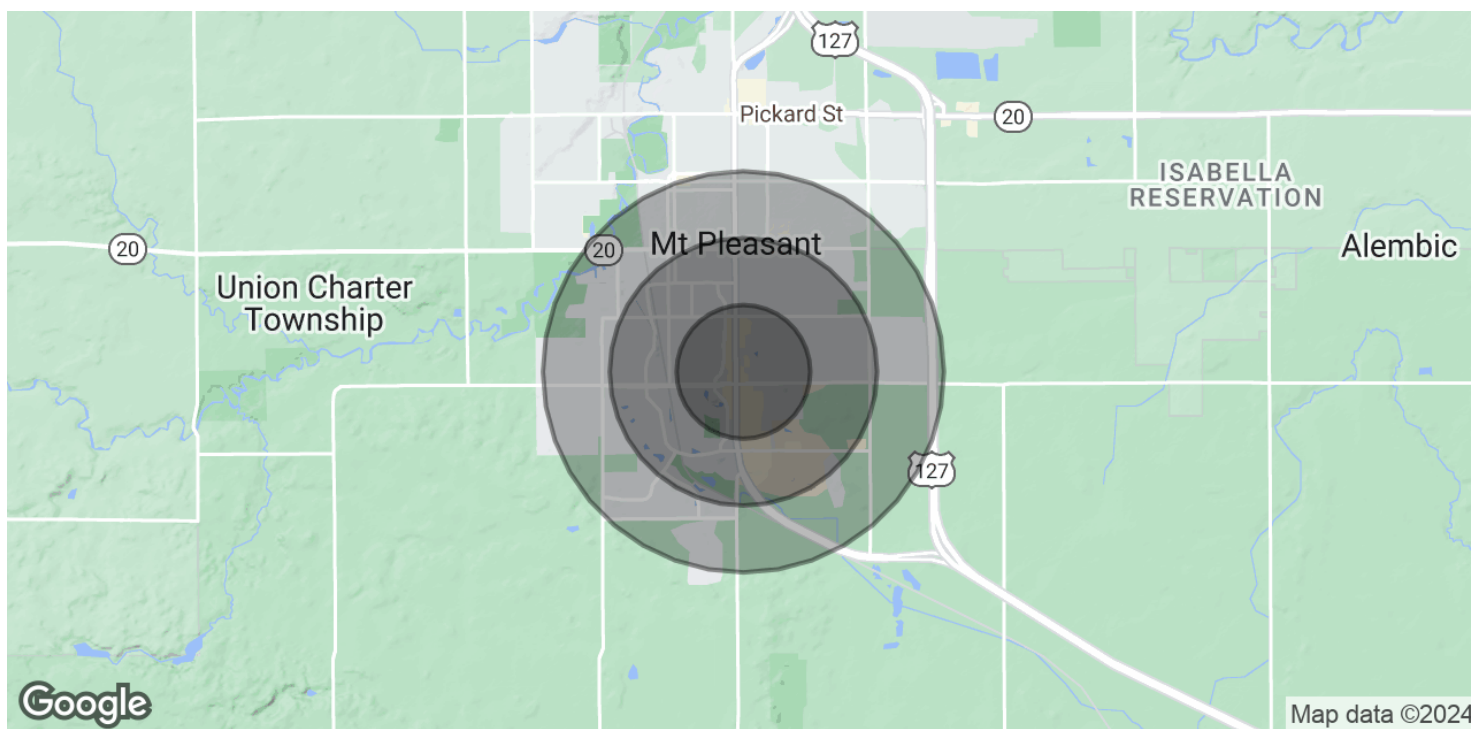 127
Pickard St
20
ISABELLA
RESERVATION
20
20
Mt Pleasant
Alembic
Union Charter
Township
127
Google
Map data ©2024